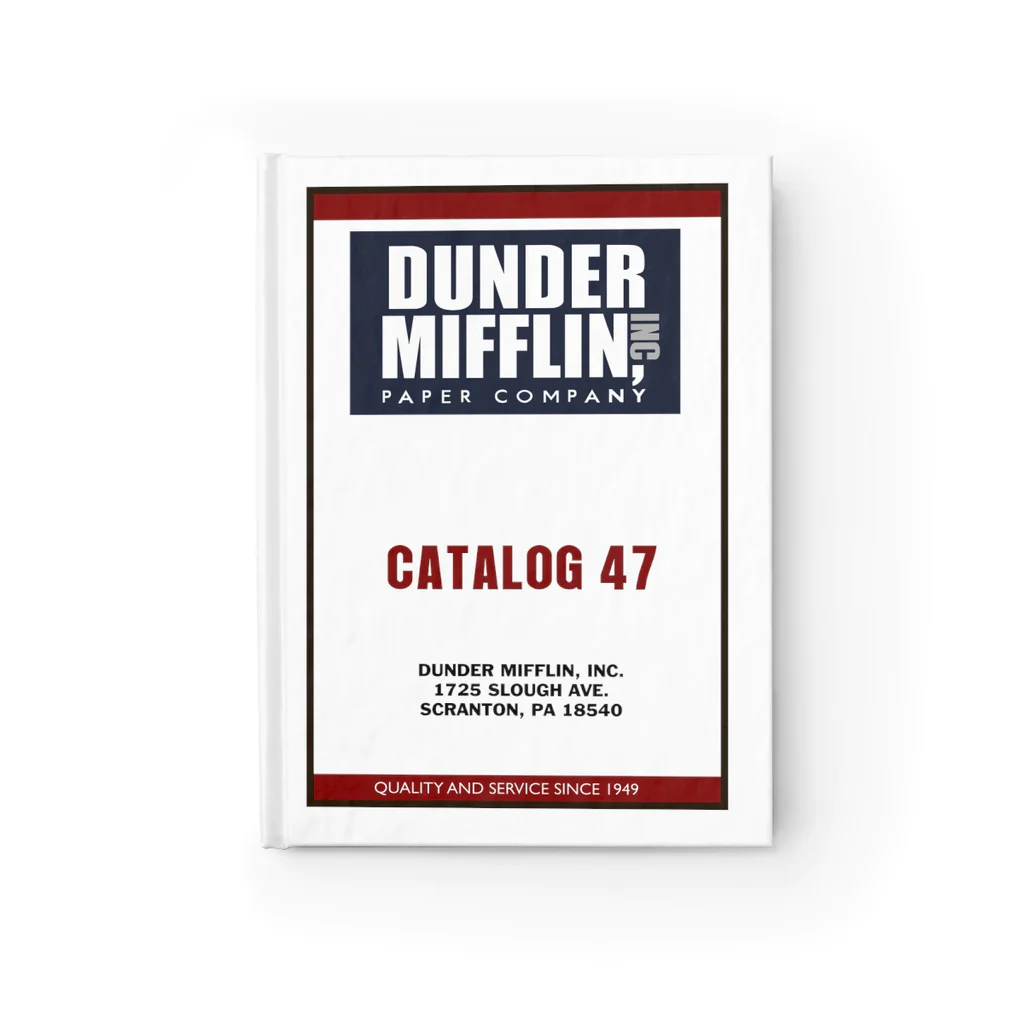 DUNDER
MIFFLIN, INC
PAPER COMPANY
CATALOG 47
DUNDER MIFFLIN, INC.
1725 SLOUGH AVE.
SCRANTON, PA 18540
QUALITY AND SERVICE SINCE 1949